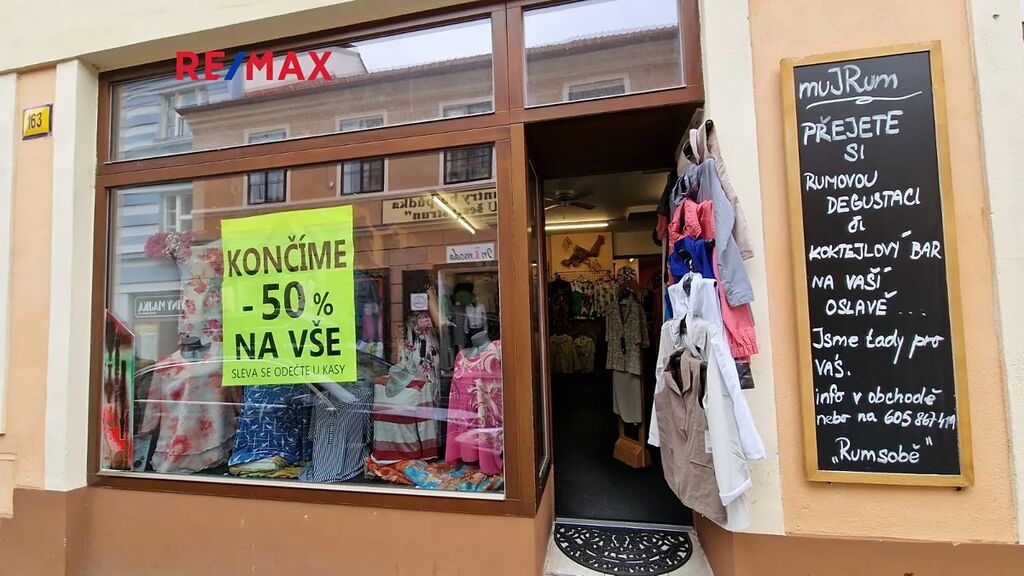 RE/MAX
163
KONČÍME
-50%
NA VŠE
SLEVA SE ODEČTE U KASY
muJRum
PŘEJETE
SI
RUMOVOU
DEGUSTACI
či
KOKTEJLOVÝ BAR
NA VAŠÍ
OSLAVĚ ...
Jsme tady pro
VÁS.
info v obchodě
nebo na 605 867 419
"Rumsobě"